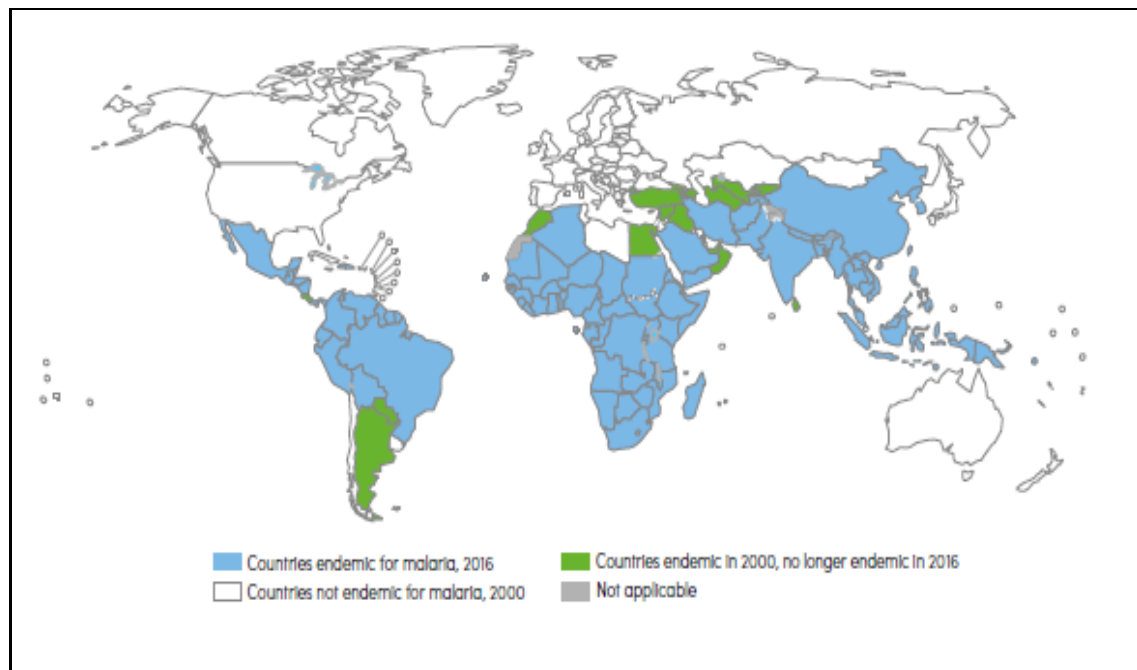 Countries endemic for malaria, 2016
Countries endemic in 2000, no longer endemic in 2016
Countries not endemic for malaria, 2000
Not applicable